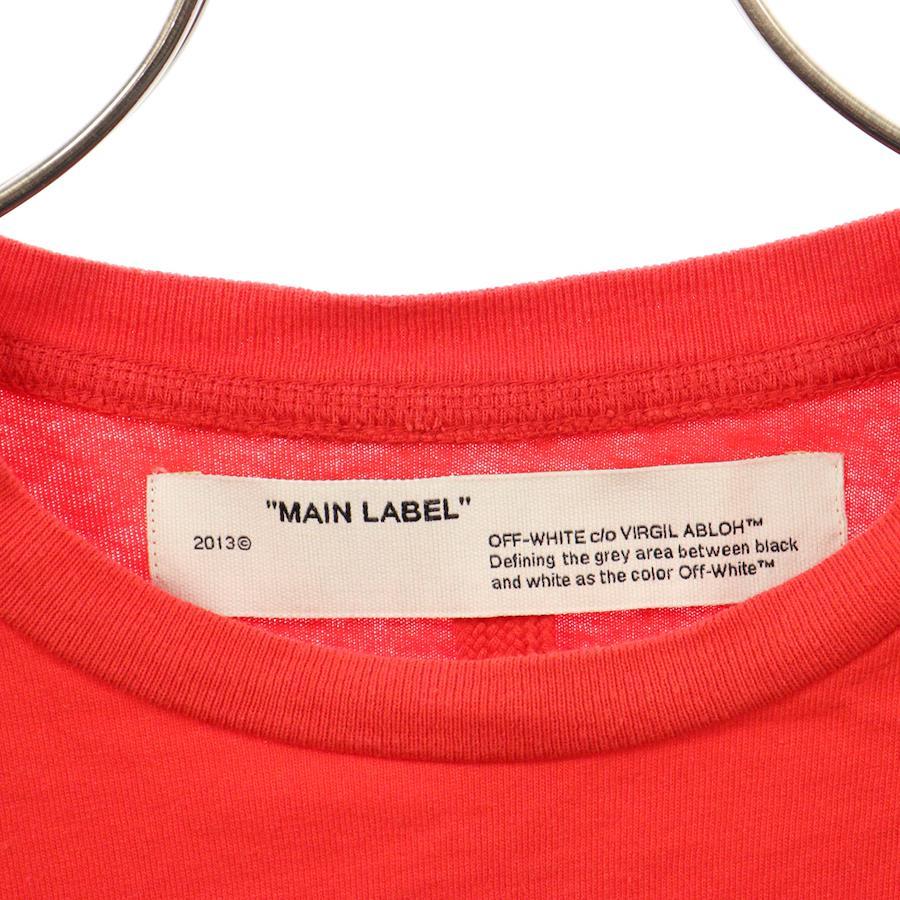 "MAIN LABEL"
2013©
OFF-WHITE c/o VIRGIL ABLOH™
Defining the grey area between black
and white as the color Off-White™